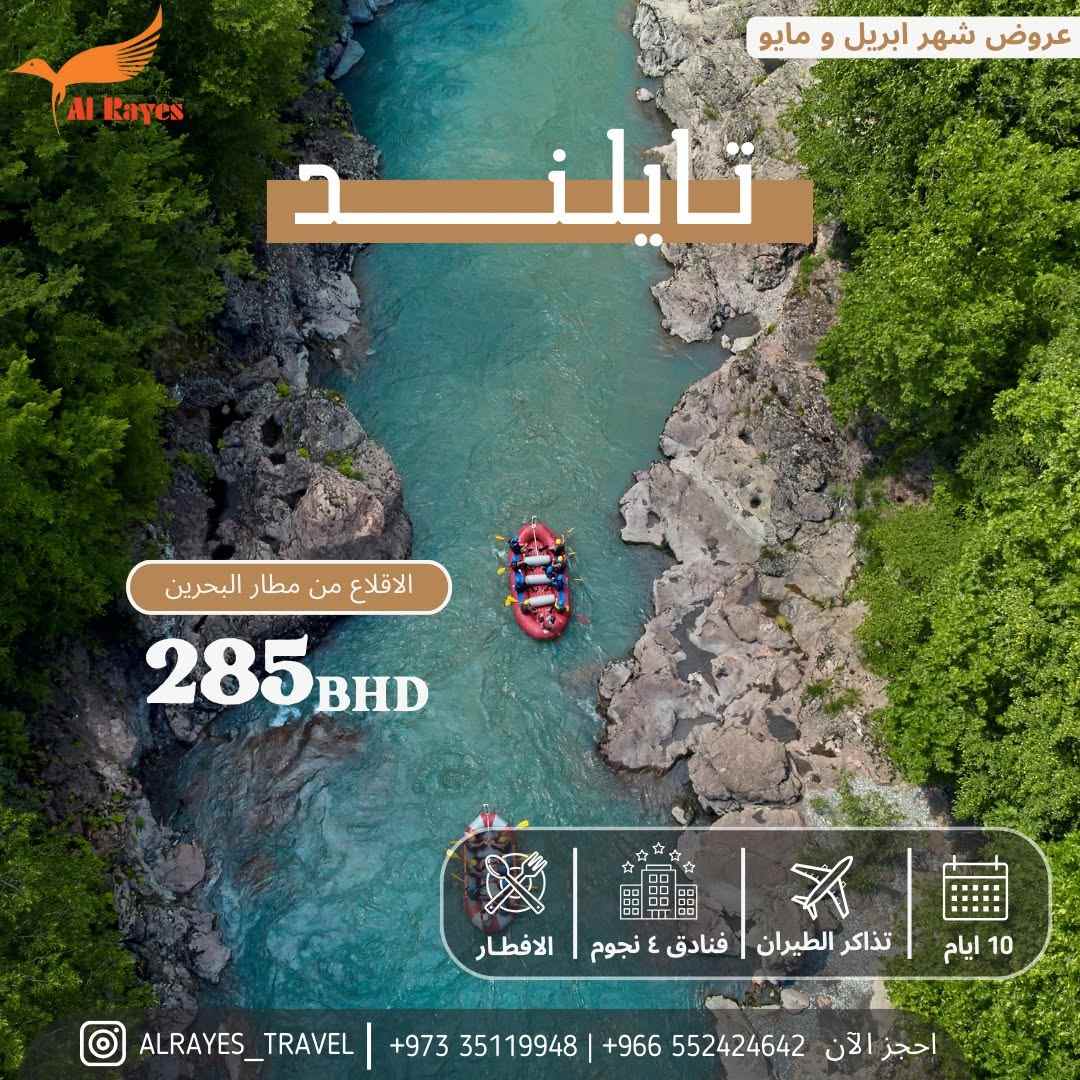 Al Rayes
عروض شهر ابريل و مايو
تايلنـــــــــد
الاقلاع من مطار البحرين
285BHD
10 ايام
تذاكر الطيران
فنادق ٤ نجوم
الافطار
احجز الآن +966 552424642 | +973 35119948 | ALRAYES_TRAVEL